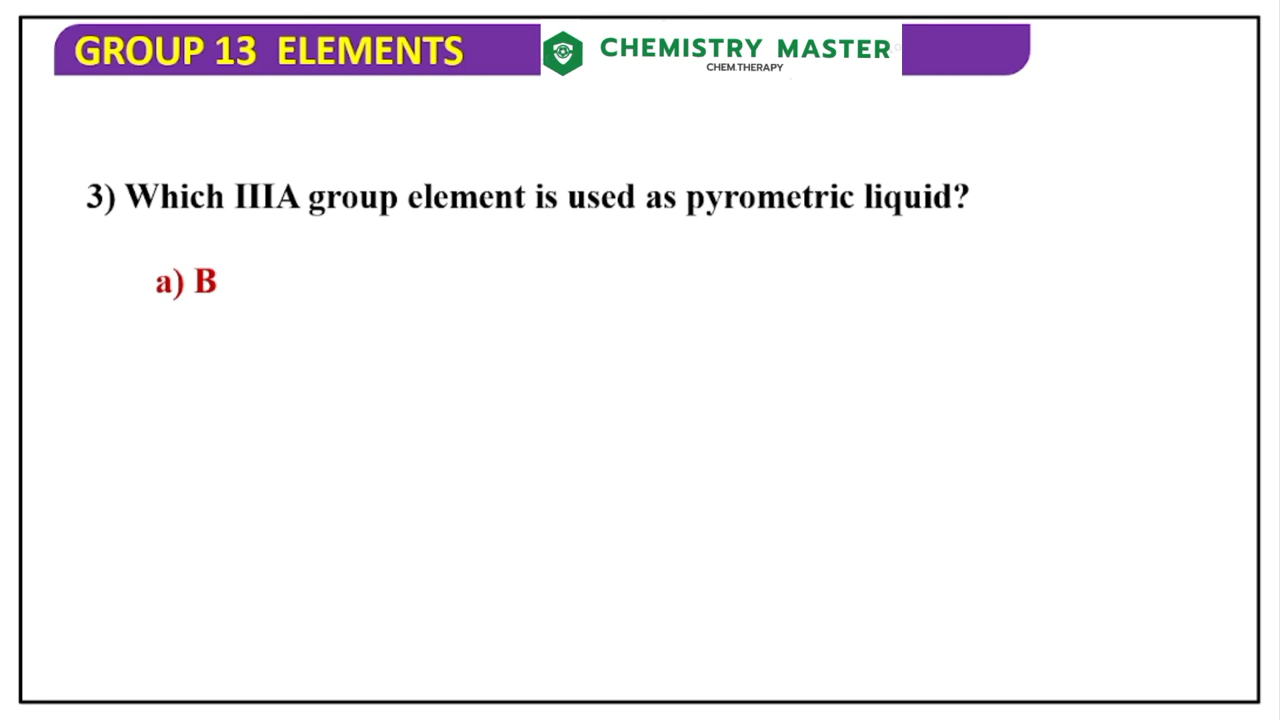 GROUP 13 ELEMENTS
CHEMISTRY MASTER
CHEM.THERAPY
3) Which IIIA group element is used as pyrometric liquid?
a) B